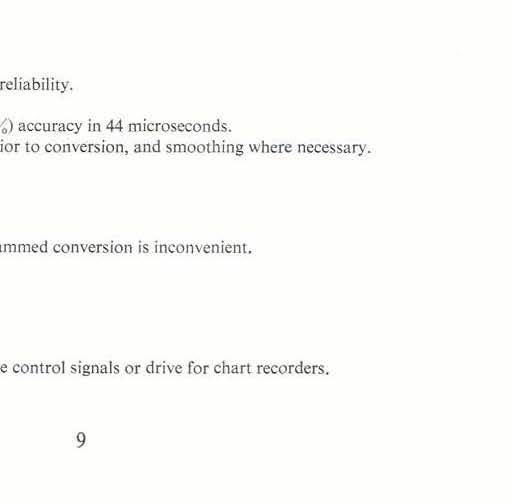 reliability.
%) accuracy in 44 microseconds.
ior to conversion, and smoothing where necessary.
ammed conversion is inconvenient.
e control signals or drive for chart recorders.
9